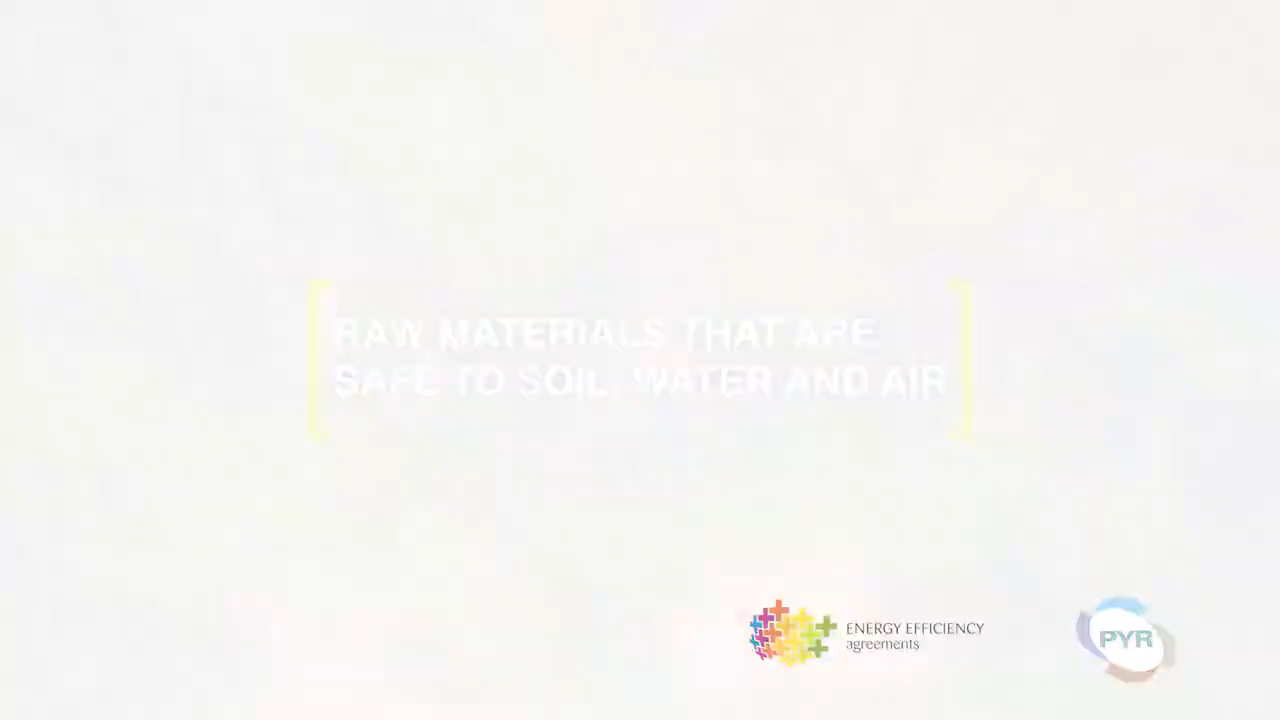 RAW MATERIALS THAT ARE
SAFE TO SOIL, WATER AND AIR
ENERGY EFFICIENCY
agreements
PYR